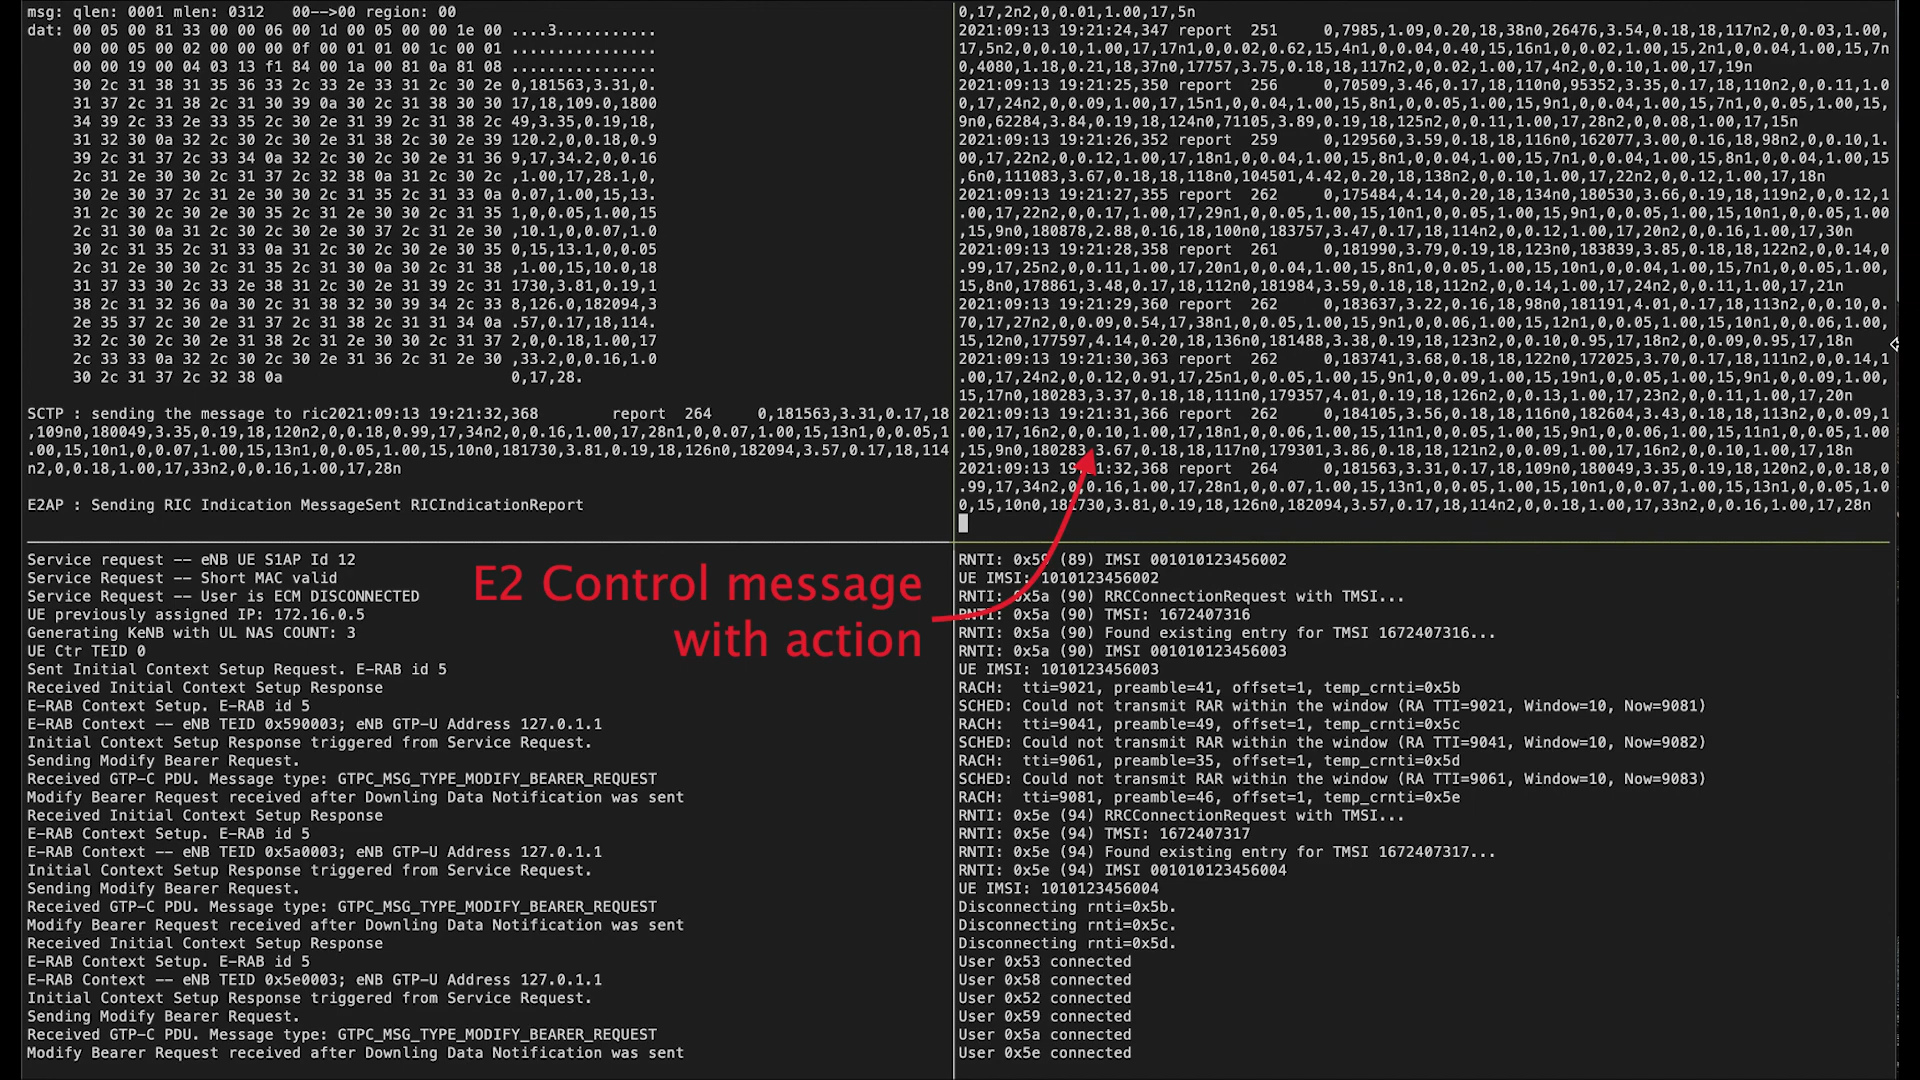 msg: qlen: 0001 mlen: 0312   00-->00 region: 00
dat: 00 05 00 81 33 00 00 06 00 1d 00 05 00 00 1e 00 ....3...........
00 00 05 00 02 00 00 00 0f 00 01 01 00 1c 00 01 ................
00 00 19 00 04 03 13 f1 84 00 1a 00 81 0a 81 08 ................
30 2c 31 38 31 35 36 33 2c 33 2e 33 31 2c 30 2e 0,181563,3.31,0.
31 37 2c 31 38 2c 31 30 39 0a 30 2c 31 38 30 30 17,18,109.0,1800
34 39 2c 33 2e 33 35 2c 30 2e 31 39 2c 31 38 2c 49,3.35,0.19,18,
31 32 30 0a 32 2c 30 2c 30 2e 31 38 2c 30 2e 39 120.2,0,0.18,0.9
39 2c 31 37 2c 33 34 0a 32 2c 30 2c 30 2e 31 36 9,17,34.2,0,0.16
2c 31 2e 30 30 2c 31 37 2c 32 38 0a 31 2c 30 2c ,1.00,17,28.1,0,
30 2e 30 37 2c 31 2e 30 30 2c 31 35 2c 31 33 0a 0.07,1.00,15,13.
31 2c 30 2c 30 2e 30 35 2c 31 2e 30 30 2c 31 35 1,0,0.05,1.00,15
2c 31 30 0a 31 2c 30 2c 30 2e 30 37 2c 31 2e 30 ,10.1,0,0.07,1.0
30 2c 31 35 2c 31 33 0a 31 2c 30 2c 30 2e 30 35 0,15,13.1,0,0.05
2c 31 2e 30 30 2c 31 35 2c 31 30 0a 30 2c 31 38 ,1.00,15,10.0,18
31 37 33 30 2c 33 2e 38 31 2c 30 2e 31 39 2c 31 1730,3.81,0.19,1
38 2c 31 32 36 0a 30 2c 31 38 32 30 39 34 2c 33 8,126.0,182094,3
2e 35 37 2c 30 2e 31 37 2c 31 38 2c 31 31 34 0a .57,0.17,18,114.
32 2c 30 2c 30 2e 31 38 2c 31 2e 30 30 2c 31 37 2,0,0.18,1.00,17
2c 33 33 0a 32 2c 30 2c 30 2e 31 36 2c 31 2e 30 ,33.2,0,0.16,1.0
30 2c 31 37 2c 32 38 0a 0,17,28.
SCTP : sending the message to ric2021:09:13 19:21:32,368 report 264 0,181563,3.31,0.17,18
,109n0,180049,3.35,0.19,18,120n2,0,0.18,0.99,17,34n2,0,0.16,1.00,17,28n1,0,0.07,1.00,15,13n1,0,0.05,1
.00,15,10n1,0,0.07,1.00,15,13n1,0,0.05,1.00,15,10n0,181730,3.81,0.19,18,126n0,182094,3.57,0.17,18,114
n2,0,0.18,1.00,17,33n2,0,0.16,1.00,17,28n
E2AP : Sending RIC Indication MessageSent RICIndicationReport
0,17,2n2,0,0.01,1.00,17,5n
2021:09:13 19:21:24,347 report 251 0,7985,1.09,0.20,18,38n0,26476,3.54,0.18,18,117n2,0,0.03,1.00,
17,5n2,0,0.10,1.00,17,17n1,0,0.02,0.62,15,4n1,0,0.04,0.40,15,16n1,0,0.02,1.00,15,2n1,0,0.04,1.00,15,7n
0,4080,1.18,0.21,18,37n0,17757,3.75,0.18,18,117n2,0,0.02,1.00,17,4n2,0,0.10,1.00,17,19n
2021:09:13 19:21:25,350 report 256 0,70509,3.46,0.17,18,110n0,95352,3.35,0.17,18,110n2,0,0.11,1.0
0,17,24n2,0,0.09,1.00,17,15n1,0,0.04,1.00,15,8n1,0,0.05,1.00,15,9n1,0,0.04,1.00,15,7n1,0,0.05,1.00,15,
9n0,62284,3.84,0.19,18,124n0,71105,3.89,0.19,18,125n2,0,0.11,1.00,17,28n2,0,0.08,1.00,17,15n
2021:09:13 19:21:26,352 report 259 0,129560,3.59,0.18,18,116n0,162077,3.00,0.16,18,98n2,0,0.10,1.
00,17,22n2,0,0.12,1.00,17,18n1,0,0.04,1.00,15,8n1,0,0.04,1.00,15,7n1,0,0.04,1.00,15,8n1,0,0.04,1.00,15
,6n0,111083,3.67,0.18,18,118n0,104501,4.42,0.20,18,138n2,0,0.10,1.00,17,22n2,0,0.12,1.00,17,18n
2021:09:13 19:21:27,355 report 262 0,175484,4.14,0.20,18,134n0,180530,3.66,0.19,18,119n2,0,0.12,1
.00,17,22n2,0,0.17,1.00,17,29n1,0,0.05,1.00,15,10n1,0,0.05,1.00,15,9n1,0,0.05,1.00,15,10n1,0,0.05,1.00
,15,9n0,180878,2.88,0.16,18,100n0,183757,3.47,0.17,18,114n2,0,0.12,1.00,17,20n2,0,0.16,1.00,17,30n
2021:09:13 19:21:28,358 report 261 0,181990,3.79,0.19,18,123n0,183839,3.85,0.18,18,122n2,0,0.14,0
.99,17,25n2,0,0.11,1.00,17,20n1,0,0.04,1.00,15,8n1,0,0.05,1.00,15,10n1,0,0.04,1.00,15,7n1,0,0.05,1.00,
15,8n0,178861,3.48,0.17,18,112n0,181984,3.59,0.18,18,112n2,0,0.14,1.00,17,24n2,0,0.11,1.00,17,21n
2021:09:13 19:21:29,360 report 262 0,183637,3.22,0.16,18,98n0,181191,4.01,0.17,18,113n2,0,0.10,0.
70,17,27n2,0,0.09,0.54,17,38n1,0,0.05,1.00,15,9n1,0,0.06,1.00,15,12n1,0,0.05,1.00,15,10n1,0,0.06,1.00,
15,12n0,177597,4.14,0.20,18,136n0,181488,3.38,0.19,18,123n2,0,0.10,0.95,17,18n2,0,0.09,0.95,17,18n
2021:09:13 19:21:30,363 report 262 0,183741,3.68,0.18,18,122n0,172025,3.70,0.17,18,111n2,0,0.14,1
.00,17,24n2,0,0.12,0.91,17,25n1,0,0.05,1.00,15,9n1,0,0.09,1.00,15,19n1,0,0.05,1.00,15,9n1,0,0.09,1.00,
15,17n0,180283,3.37,0.18,18,111n0,179357,4.01,0.19,18,126n2,0,0.13,1.00,17,23n2,0,0.11,1.00,17,20n
2021:09:13 19:21:31,366 report 262 0,184105,3.56,0.18,18,116n0,182604,3.43,0.18,18,113n2,0,0.09,1
.00,17,16n2,0,0.10,1.00,17,18n1,0,0.06,1.00,15,11n1,0,0.05,1.00,15,9n1,0,0.06,1.00,15,11n1,0,0.05,1.00
,15,9n0,180283,3.67,0.18,18,117n0,179301,3.86,0.18,18,121n2,0,0.09,1.00,17,16n2,0,0.10,1.00,17,18n
2021:09:13 19:21:32,368 report 264 0,181563,3.31,0.17,18,109n0,180049,3.35,0.19,18,120n2,0,0.18,0
.99,17,34n2,0,0.16,1.00,17,28n1,0,0.07,1.00,15,13n1,0,0.05,1.00,15,10n1,0,0.07,1.00,15,13n1,0,0.05,1.0
0,15,10n0,181730,3.81,0.19,18,126n0,182094,3.57,0.17,18,114n2,0,0.18,1.00,17,33n2,0,0.16,1.00,17,28n
Service request -- eNB UE S1AP Id 12
Service Request -- Short MAC valid
Service Request -- User is ECM DISCONNECTED
UE previously assigned IP: 172.16.0.5
Generating KeNB with UL NAS COUNT: 3
UE Ctr TEID 0
Sent Initial Context Setup Request. E-RAB id 5
Received Initial Context Setup Response
E-RAB Context Setup. E-RAB id 5
E-RAB Context -- eNB TEID 0x590003; eNB GTP-U Address 127.0.1.1
Initial Context Setup Response triggered from Service Request.
Sending Modify Bearer Request.
Received GTP-C PDU. Message type: GTPC_MSG_TYPE_MODIFY_BEARER_REQUEST
Modify Bearer Request received after Downling Data Notification was sent
Received Initial Context Setup Response
E-RAB Context Setup. E-RAB id 5
E-RAB Context -- eNB TEID 0x5a0003; eNB GTP-U Address 127.0.1.1
Initial Context Setup Response triggered from Service Request.
Sending Modify Bearer Request.
Received GTP-C PDU. Message type: GTPC_MSG_TYPE_MODIFY_BEARER_REQUEST
Modify Bearer Request received after Downling Data Notification was sent
Received Initial Context Setup Response
E-RAB Context Setup. E-RAB id 5
E-RAB Context -- eNB TEID 0x5e0003; eNB GTP-U Address 127.0.1.1
Initial Context Setup Response triggered from Service Request.
Sending Modify Bearer Request.
Received GTP-C PDU. Message type: GTPC_MSG_TYPE_MODIFY_BEARER_REQUEST
Modify Bearer Request received after Downling Data Notification was sent
E2 Control message
with action
RNTI: 0x59 (89) IMSI 001010123456002
UE IMSI: 1010123456002
RNTI: 0x5a (90) RRCConnectionRequest with TMSI...
RNTI: 0x5a (90) TMSI: 1672407316
RNTI: 0x5a (90) Found existing entry for TMSI 1672407316...
RNTI: 0x5a (90) IMSI 001010123456003
UE IMSI: 1010123456003
RACH:  tti=9021, preamble=41, offset=1, temp_crnti=0x5b
SCHED: Could not transmit RAR within the window (RA TTI=9021, Window=10, Now=9081)
RACH:  tti=9041, preamble=49, offset=1, temp_crnti=0x5c
SCHED: Could not transmit RAR within the window (RA TTI=9041, Window=10, Now=9082)
RACH:  tti=9061, preamble=35, offset=1, temp_crnti=0x5d
SCHED: Could not transmit RAR within the window (RA TTI=9061, Window=10, Now=9083)
RACH:  tti=9081, preamble=46, offset=1, temp_crnti=0x5e
RNTI: 0x5e (94) RRCConnectionRequest with TMSI...
RNTI: 0x5e (94) TMSI: 1672407317
RNTI: 0x5e (94) Found existing entry for TMSI 1672407317...
RNTI: 0x5e (94) IMSI 001010123456004
UE IMSI: 1010123456004
Disconnecting rnti=0x5b.
Disconnecting rnti=0x5c.
Disconnecting rnti=0x5d.
User 0x53 connected
User 0x58 connected
User 0x52 connected
User 0x59 connected
User 0x5a connected
User 0x5e connected